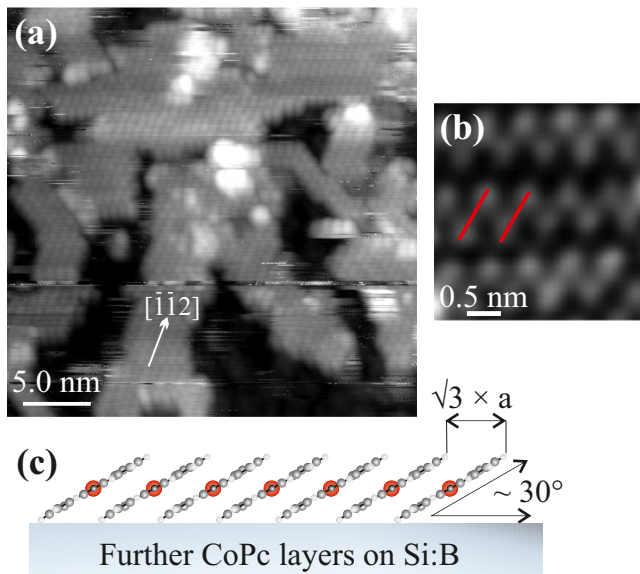 (a)
(b)
[1̄1̄2]
0.5 nm
5.0 nm
√3 × a
(c)
~ 30°
Further CoPc layers on Si:B